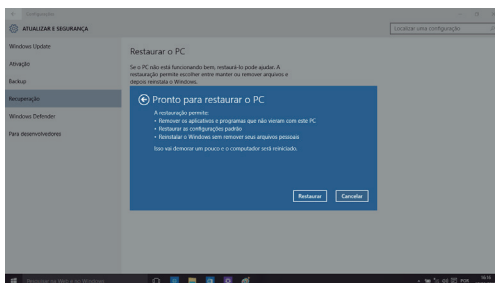 Configurações
ATUALIZAR E SEGURANÇA
Localizar uma configuração
Windows Update
Ativação
Backup
Recuperação
Windows Defender
Para desenvolvedores
Restaurar o PC
Se o PC não está funcionando bem, restaurá-lo pode ajudar. A
restauração permite escolher entre manter ou remover arquivos e
depois reinstala o Windows.
Pronto para restaurar o PC
A restauração permite:
• Remover os aplicativos e programas que não vieram com este PC
• Restaurar as configurações padrão
• Reinstalar o Windows sem remover seus arquivos pessoais
Isso vai demorar um pouco e o computador será reiniciado.
Restaurar
Cancelar
Pesquisar na Web e no Windows
POR